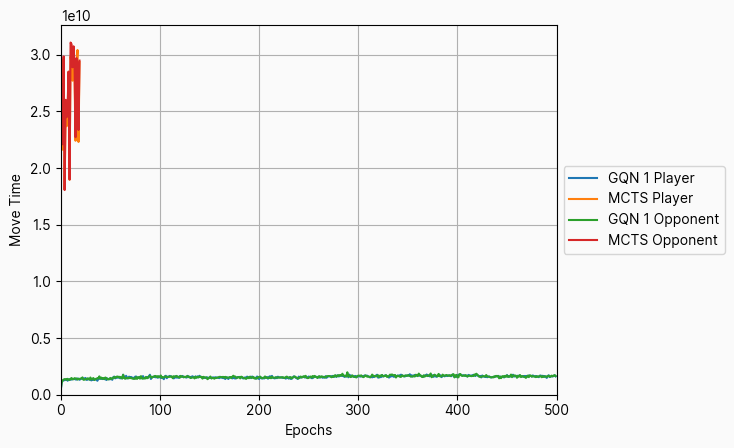 1e10
3.0
2.5
2.0
1.5
1.0
0.5
0.0
Move Time
0
100
200
300
400
500
Epochs
GQN 1 Player
MCTS Player
GQN 1 Opponent
MCTS Opponent